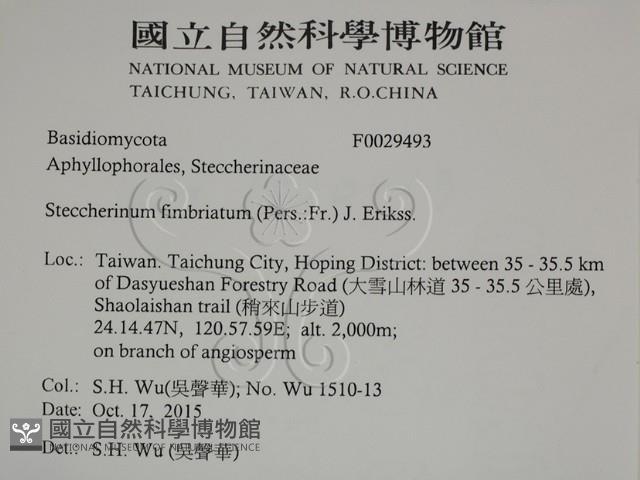 國立自然科學博物館
NATIONAL MUSEUM OF NATURAL SCIENCE
TAICHUNG, TAIWAN, R.O.CHINA
Basidiomycota F0029493
Aphyllophorales, Steccherinaceae
Steccherinum fimbriatum (Pers.:Fr.) J. Erikss.
Loc.: Taiwan. Taichung City, Hoping District: between 35 - 35.5 km
of Dasyueshan Forestry Road (大雪山林道 35 - 35.5 公里處),
Shaolaishan trail (稍來山步道)
24.14.47N, 120.57.59E; alt. 2,000m;
on branch of angiosperm
Col.: S.H. Wu(吳聲華); No. Wu 1510-13
Date: Oct. 17, 2015
國立自然科學博物館
NATIONAL MUSEUM OF NATURAL SCIENCE
Det.: S.H. Wu (吳聲華)